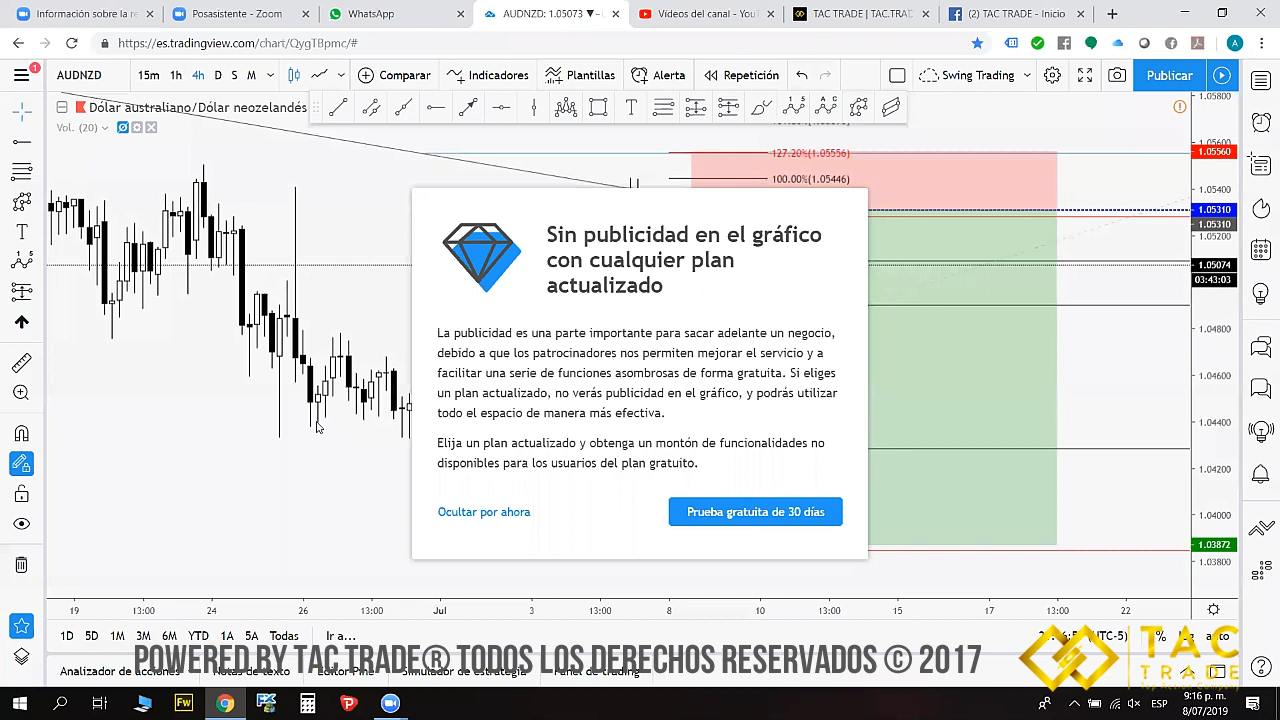 Información sobre la re
Posasistente - Zoom
WhatsApp
AUDNZD: 1.05073 ▼
Vídeos del canal - You
TAC TRADE | TAC.TRAD
(2) TAC TRADE - Inicio
https://es.tradingview.com/chart/QygTBpmc/#
1
AUDNZD
15m 1h 4h D S M
Comparar
Indicadores
Plantillas
Alerta
Repetición
Swing Trading
Publicar
Dólar australiano/Dólar neozelandés
Vol. (20)
127.20%(1.05556)
100.00%(1.05446)
1.05800
1.05600
1.05560
1.05400
1.05310
1.05310
1.05200
1.05074
03:43:03
1.04800
1.04600
1.04400
1.04200
1.04000
1.03872
1.03800
Sin publicidad en el gráfico
con cualquier plan
actualizado
La publicidad es una parte importante para sacar adelante un negocio,
debido a que los patrocinadores nos permiten mejorar el servicio y a
facilitar una serie de funciones asombrosas de forma gratuita. Si eliges
un plan actualizado, no verás publicidad en el gráfico, y podrás utilizar
todo el espacio de manera más efectiva.
Elija un plan actualizado y obtenga un montón de funcionalidades no
disponibles para los usuarios del plan gratuito.
Ocultar por ahora
Prueba gratuita de 30 días
19 13:00 24 26 13:00 Jul 3 13:00 8 10 13:00 15 17 13:00 22
1D 5D 1M 3M 6M YTD 1A 5A Todas Ir a...
(UTC-5) % log auto
Analizador de acciones
Notas de texto
Editor Pine
Simulador de estrategia
Panel de trading
POWERED BY TAC TRADE® TODOS LOS DERECHOS RESERVADOS © 2017
TAC
TRADE
Top Action Company
Fw
ESP
9:16 p. m.
8/07/2019